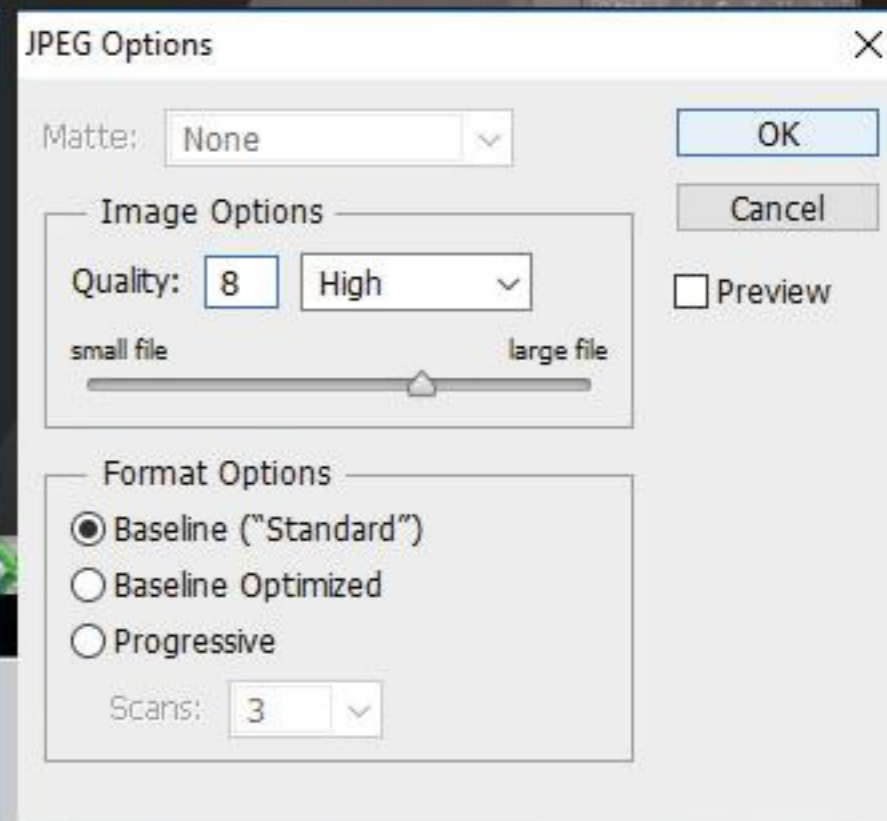 JPEG Options
Matte: None
OK
Cancel
Preview
Image Options
Quality: 8 High
small file large file
Format Options
Baseline (“Standard”)
Baseline Optimized
Progressive
Scans: 3